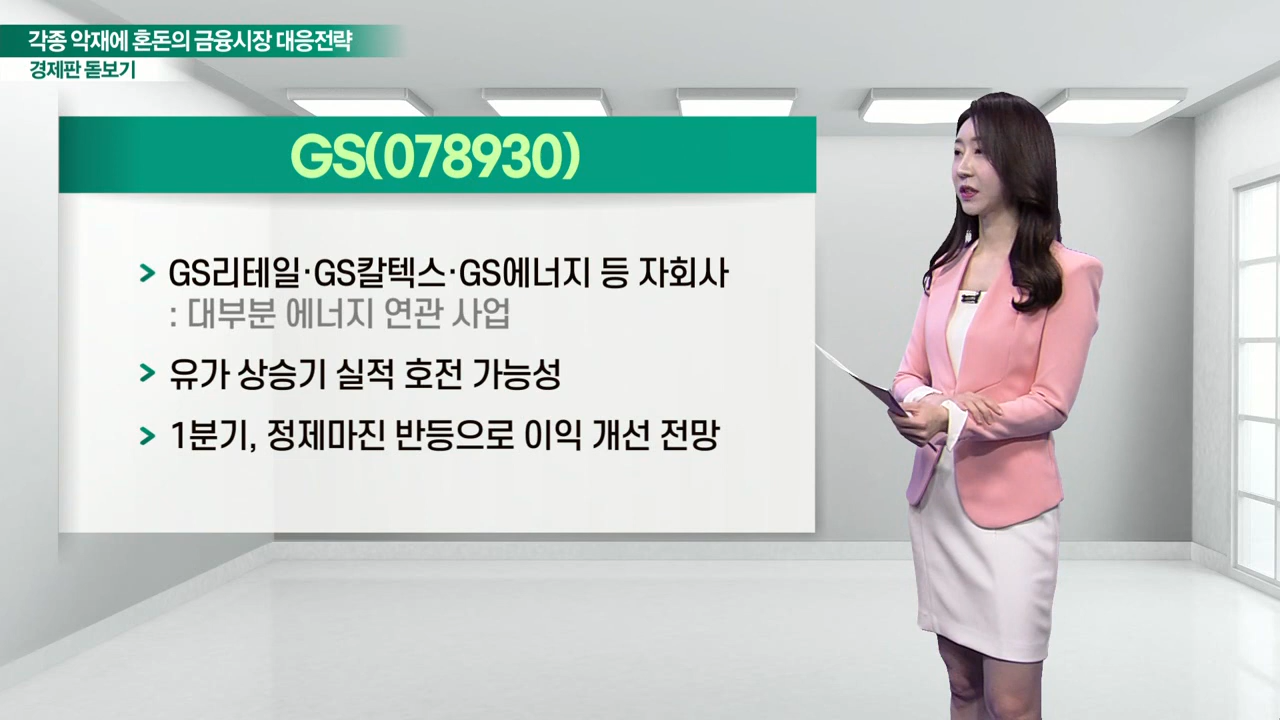 각종 악재에 혼돈의 금융시장 대응전략
경제판 돋보기
GS(078930)
> GS리테일·GS칼텍스·GS에너지 등 자회사
: 대부분 에너지 연관 사업
> 유가 상승기 실적 호전 가능성
> 1분기, 정제마진 반등으로 이익 개선 전망